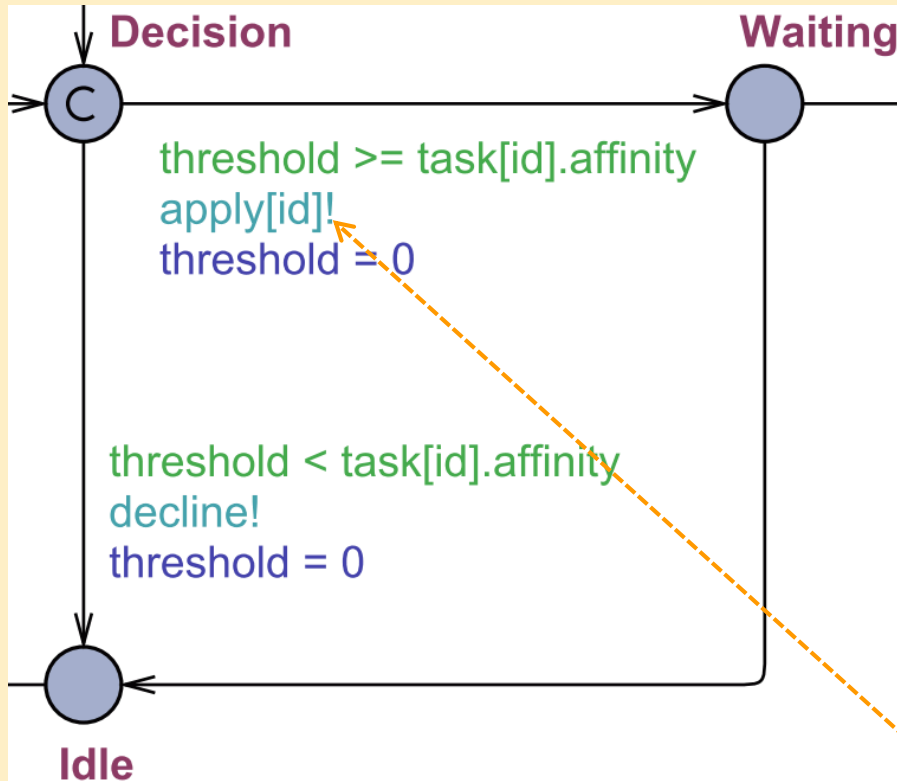 Decision
Waiting
C
threshold >= task[id].affinity
apply[id]!
threshold = 0
threshold < task[id].affinity
decline!
threshold = 0
Idle